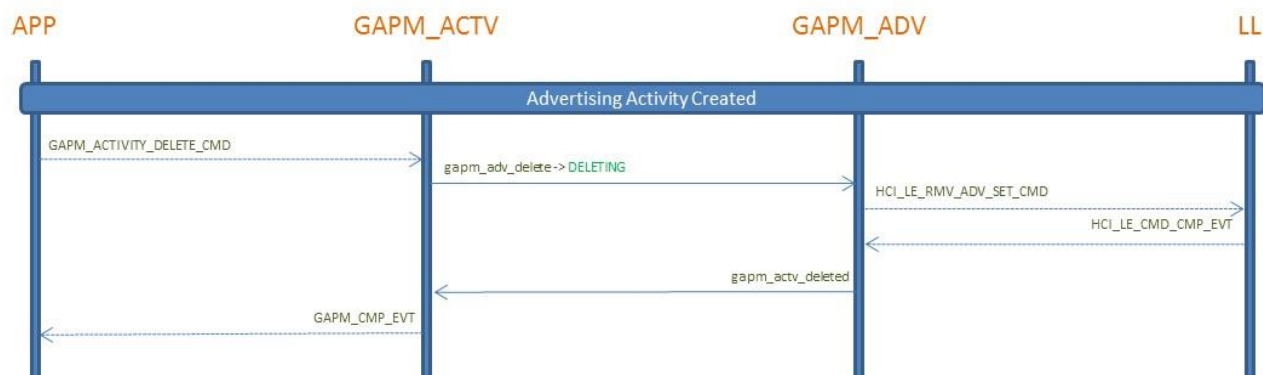 APP GAPM_ACTV GAPM_ADV LL
Advertising Activity Created
GAPM_ACTIVITY_DELETE_CMD
gapm_adv_delete -> DELETING
HCI_LE_RMV_ADV_SET_CMD
HCI_LE_CMD_CMP_EVT
gapm_actv_deleted
GAPM_CMP_EVT